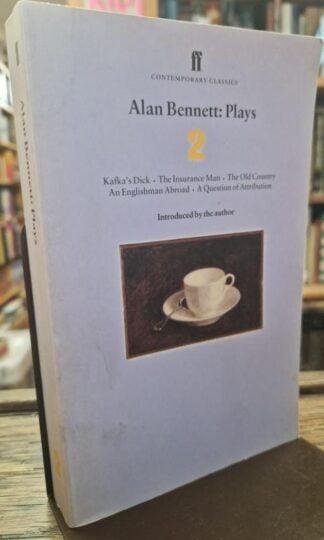 ff
CONTEMPORARY CLASSICS
Alan Bennett: Plays
2
Kafka's Dick • The Insurance Man • The Old Country
An Englishman Abroad • A Question of Attribution
Introduced by the author
Alan Bennett: Plays
2